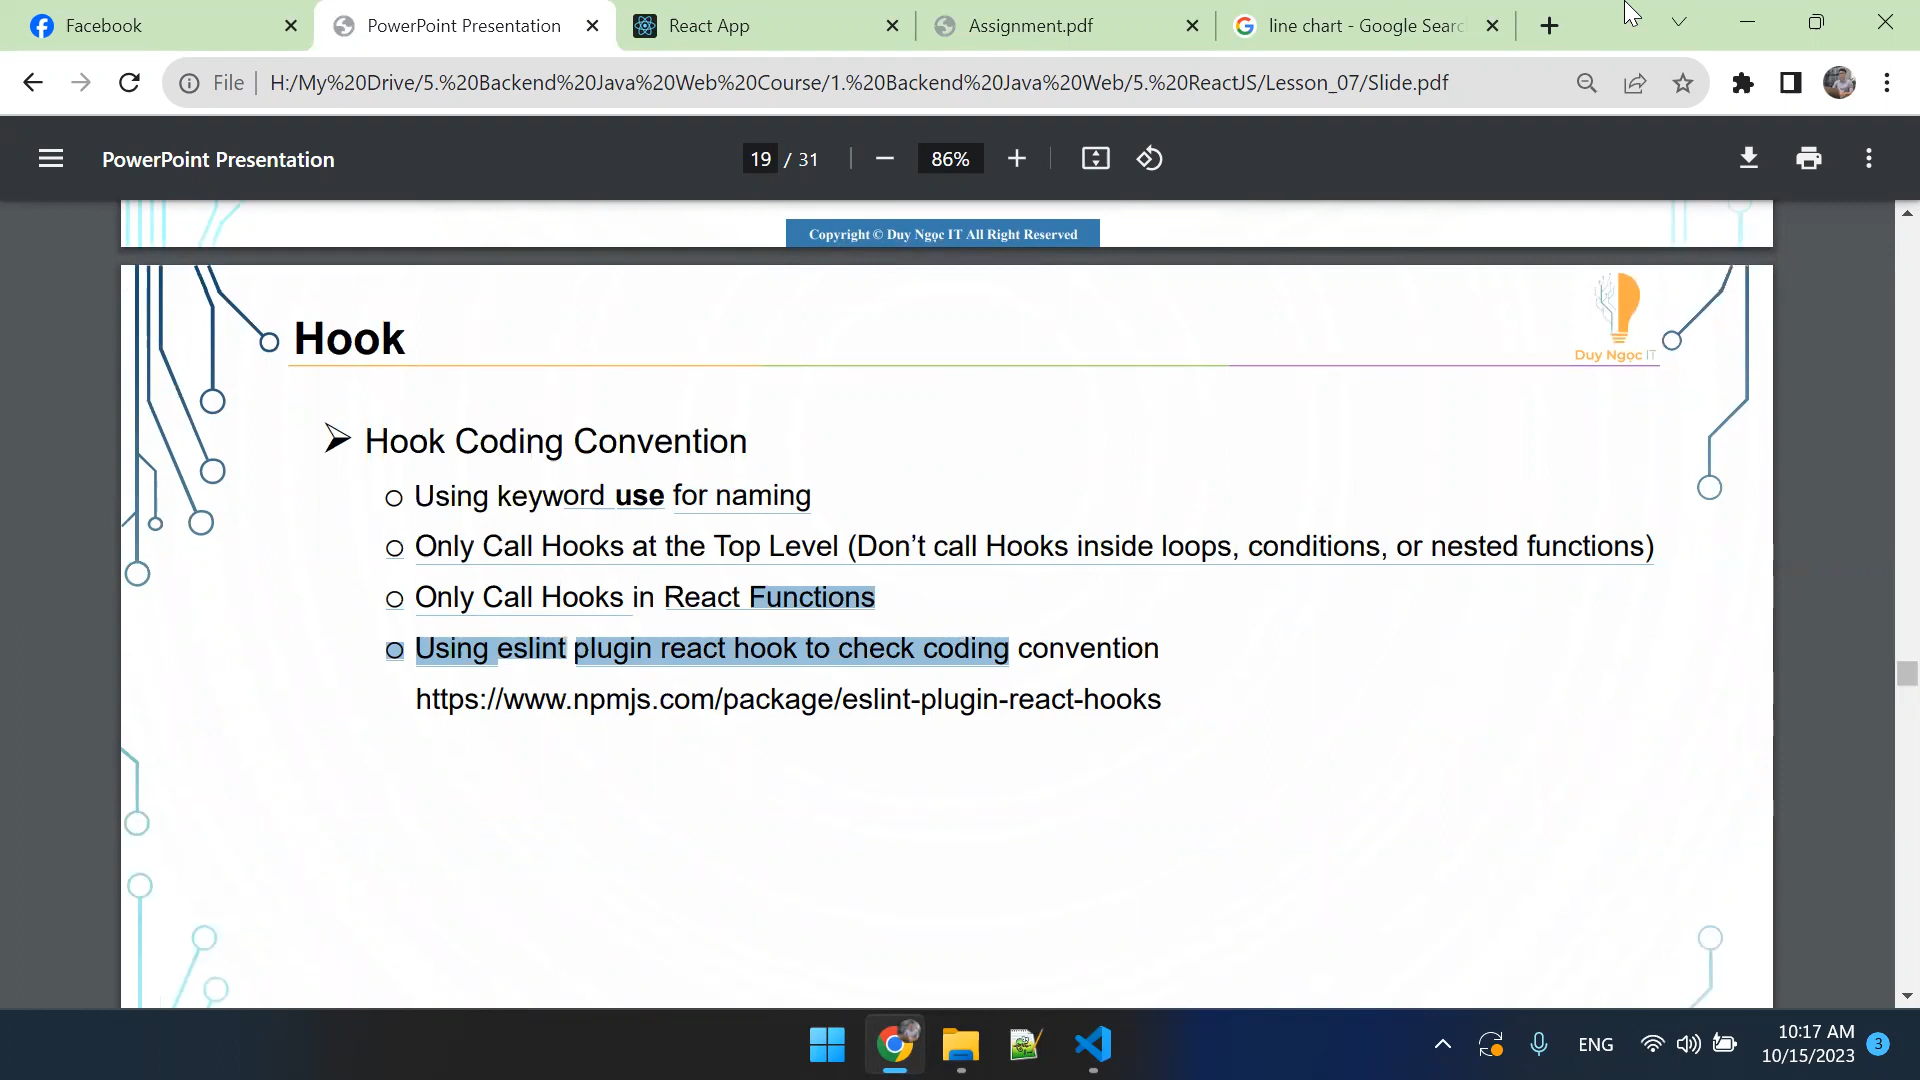 Facebook
PowerPoint Presentation
React App
Assignment.pdf
line chart - Google Searc
File
H:/My%20Drive/5.%20Backend%20Java%20Web%20Course/1.%20Backend%20Java%20Web/5.%20ReactJS/Lesson_07/Slide.pdf
PowerPoint Presentation
19 / 31
86%
Copyright © Duy Ngọc IT All Right Reserved
Duy Ngọc IT
Hook
Hook Coding Convention
Using keyword use for naming
Only Call Hooks at the Top Level (Don’t call Hooks inside loops, conditions, or nested functions)
Only Call Hooks in React Functions
Using eslint plugin react hook to check coding convention
https://www.npmjs.com/package/eslint-plugin-react-hooks
ENG
10:17 AM
10/15/2023
3